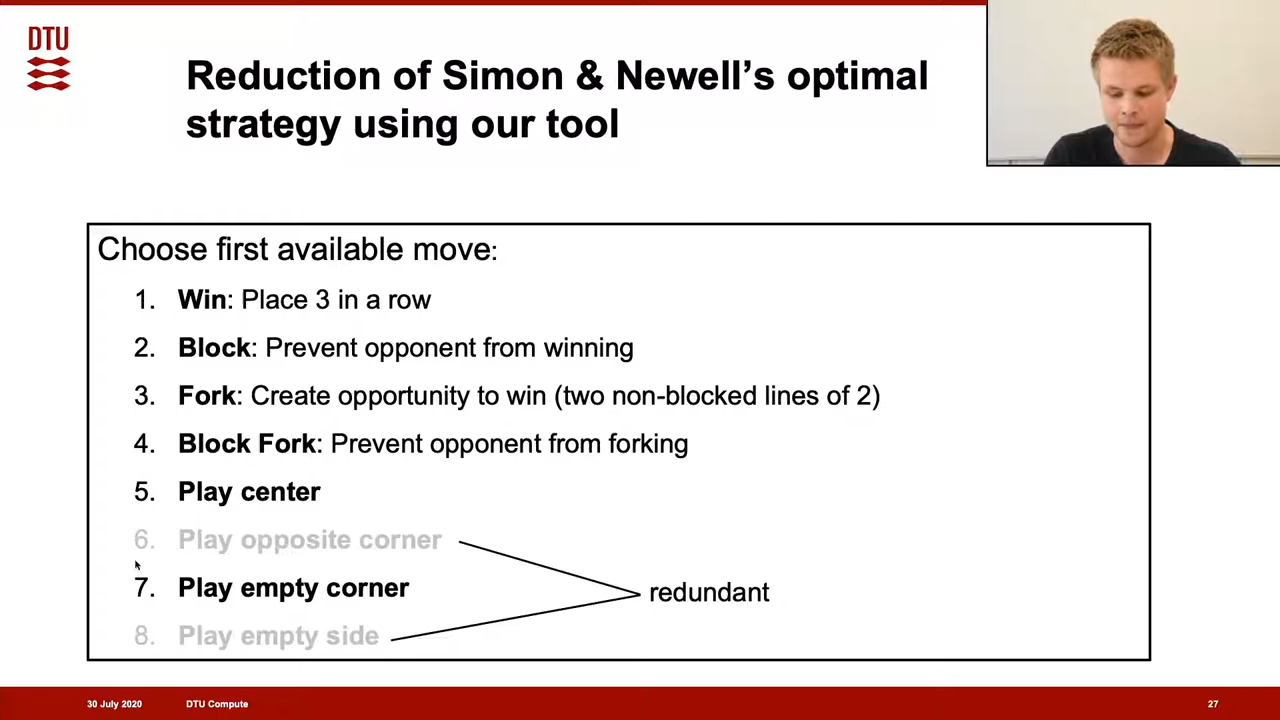 DTU
Reduction of Simon & Newell’s optimal
strategy using our tool
Choose first available move:
1. Win: Place 3 in a row
2. Block: Prevent opponent from winning
3. Fork: Create opportunity to win (two non-blocked lines of 2)
4. Block Fork: Prevent opponent from forking
5. Play center
6. Play opposite corner
7. Play empty corner
redundant
8. Play empty side
30 July 2020 DTU Compute 27